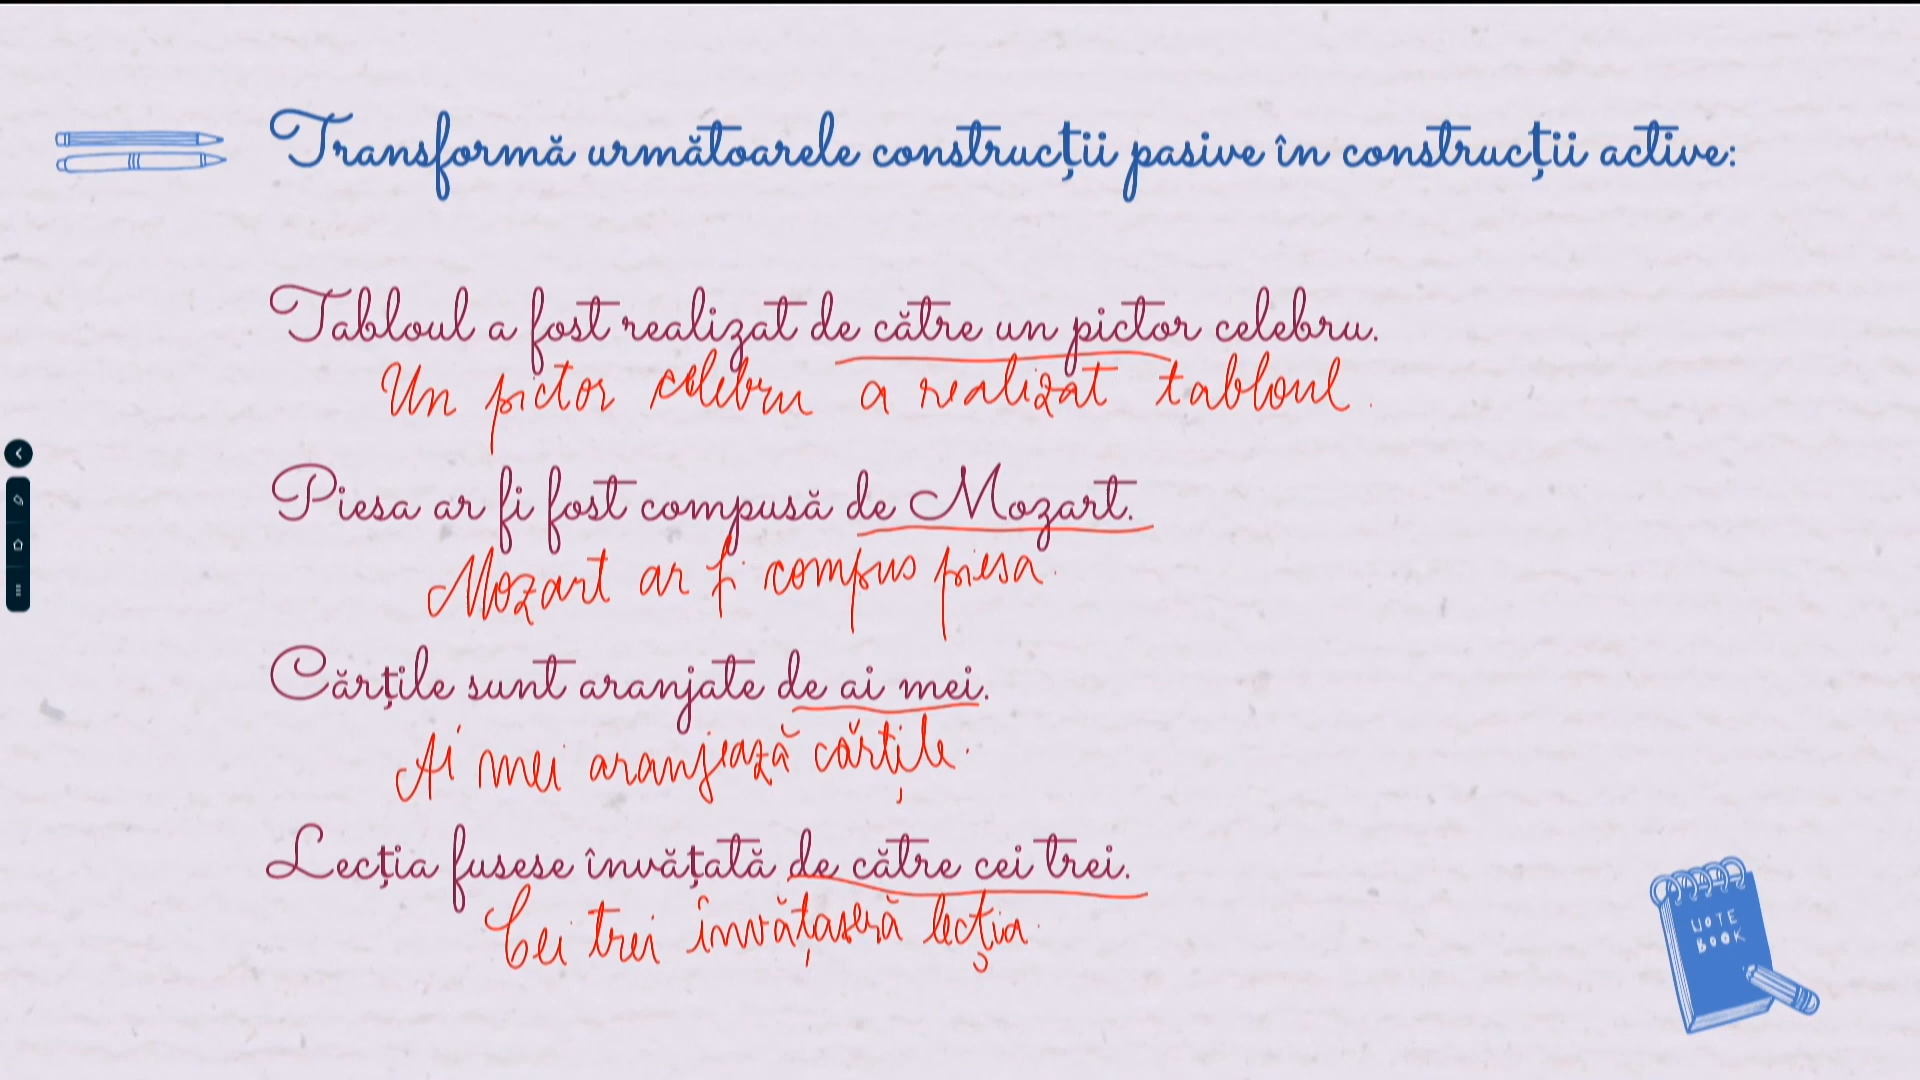 Transformă următoarele construcții pasive în construcții active:
Tabloul a fost realizat de către un pictor celebru.
Un pictor celebru a realizat tabloul.
Piesa ar fi fost compusă de Mozart.
Mozart ar fi compus piesa.
Cărțile sunt aranjate de ai mei.
Ai mei aranjează cărțile.
Lecția fusese învățată de către cei trei.
Cei trei învățaseră lecția.
NOTE
BOOK